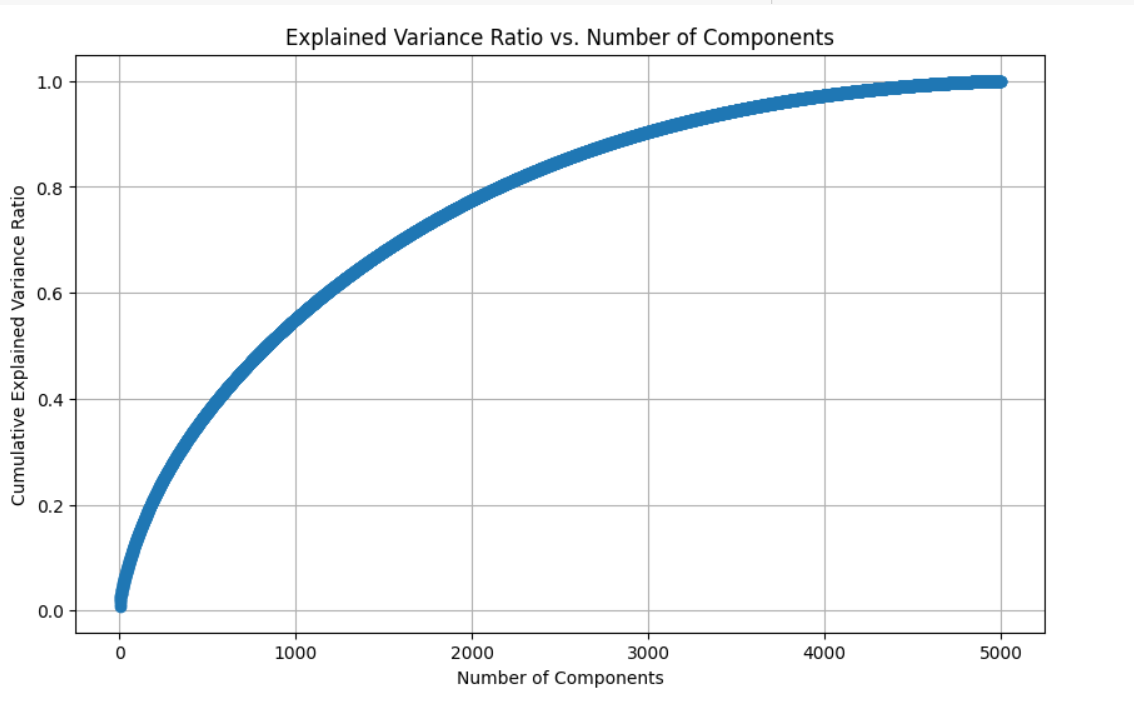 Explained Variance Ratio vs. Number of Components
Cumulative Explained Variance Ratio
1.0
0.8
0.6
0.4
0.2
0.0
0 1000 2000 3000 4000 5000
Number of Components